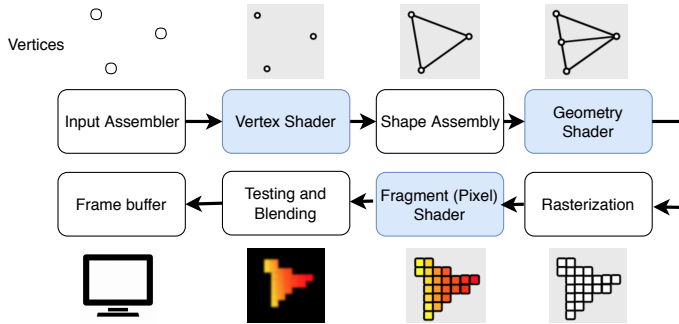 Vertices
Input Assembler
Vertex Shader
Shape Assembly
Geometry
Shader
Frame buffer
Testing and
Blending
Fragment (Pixel)
Shader
Rasterization